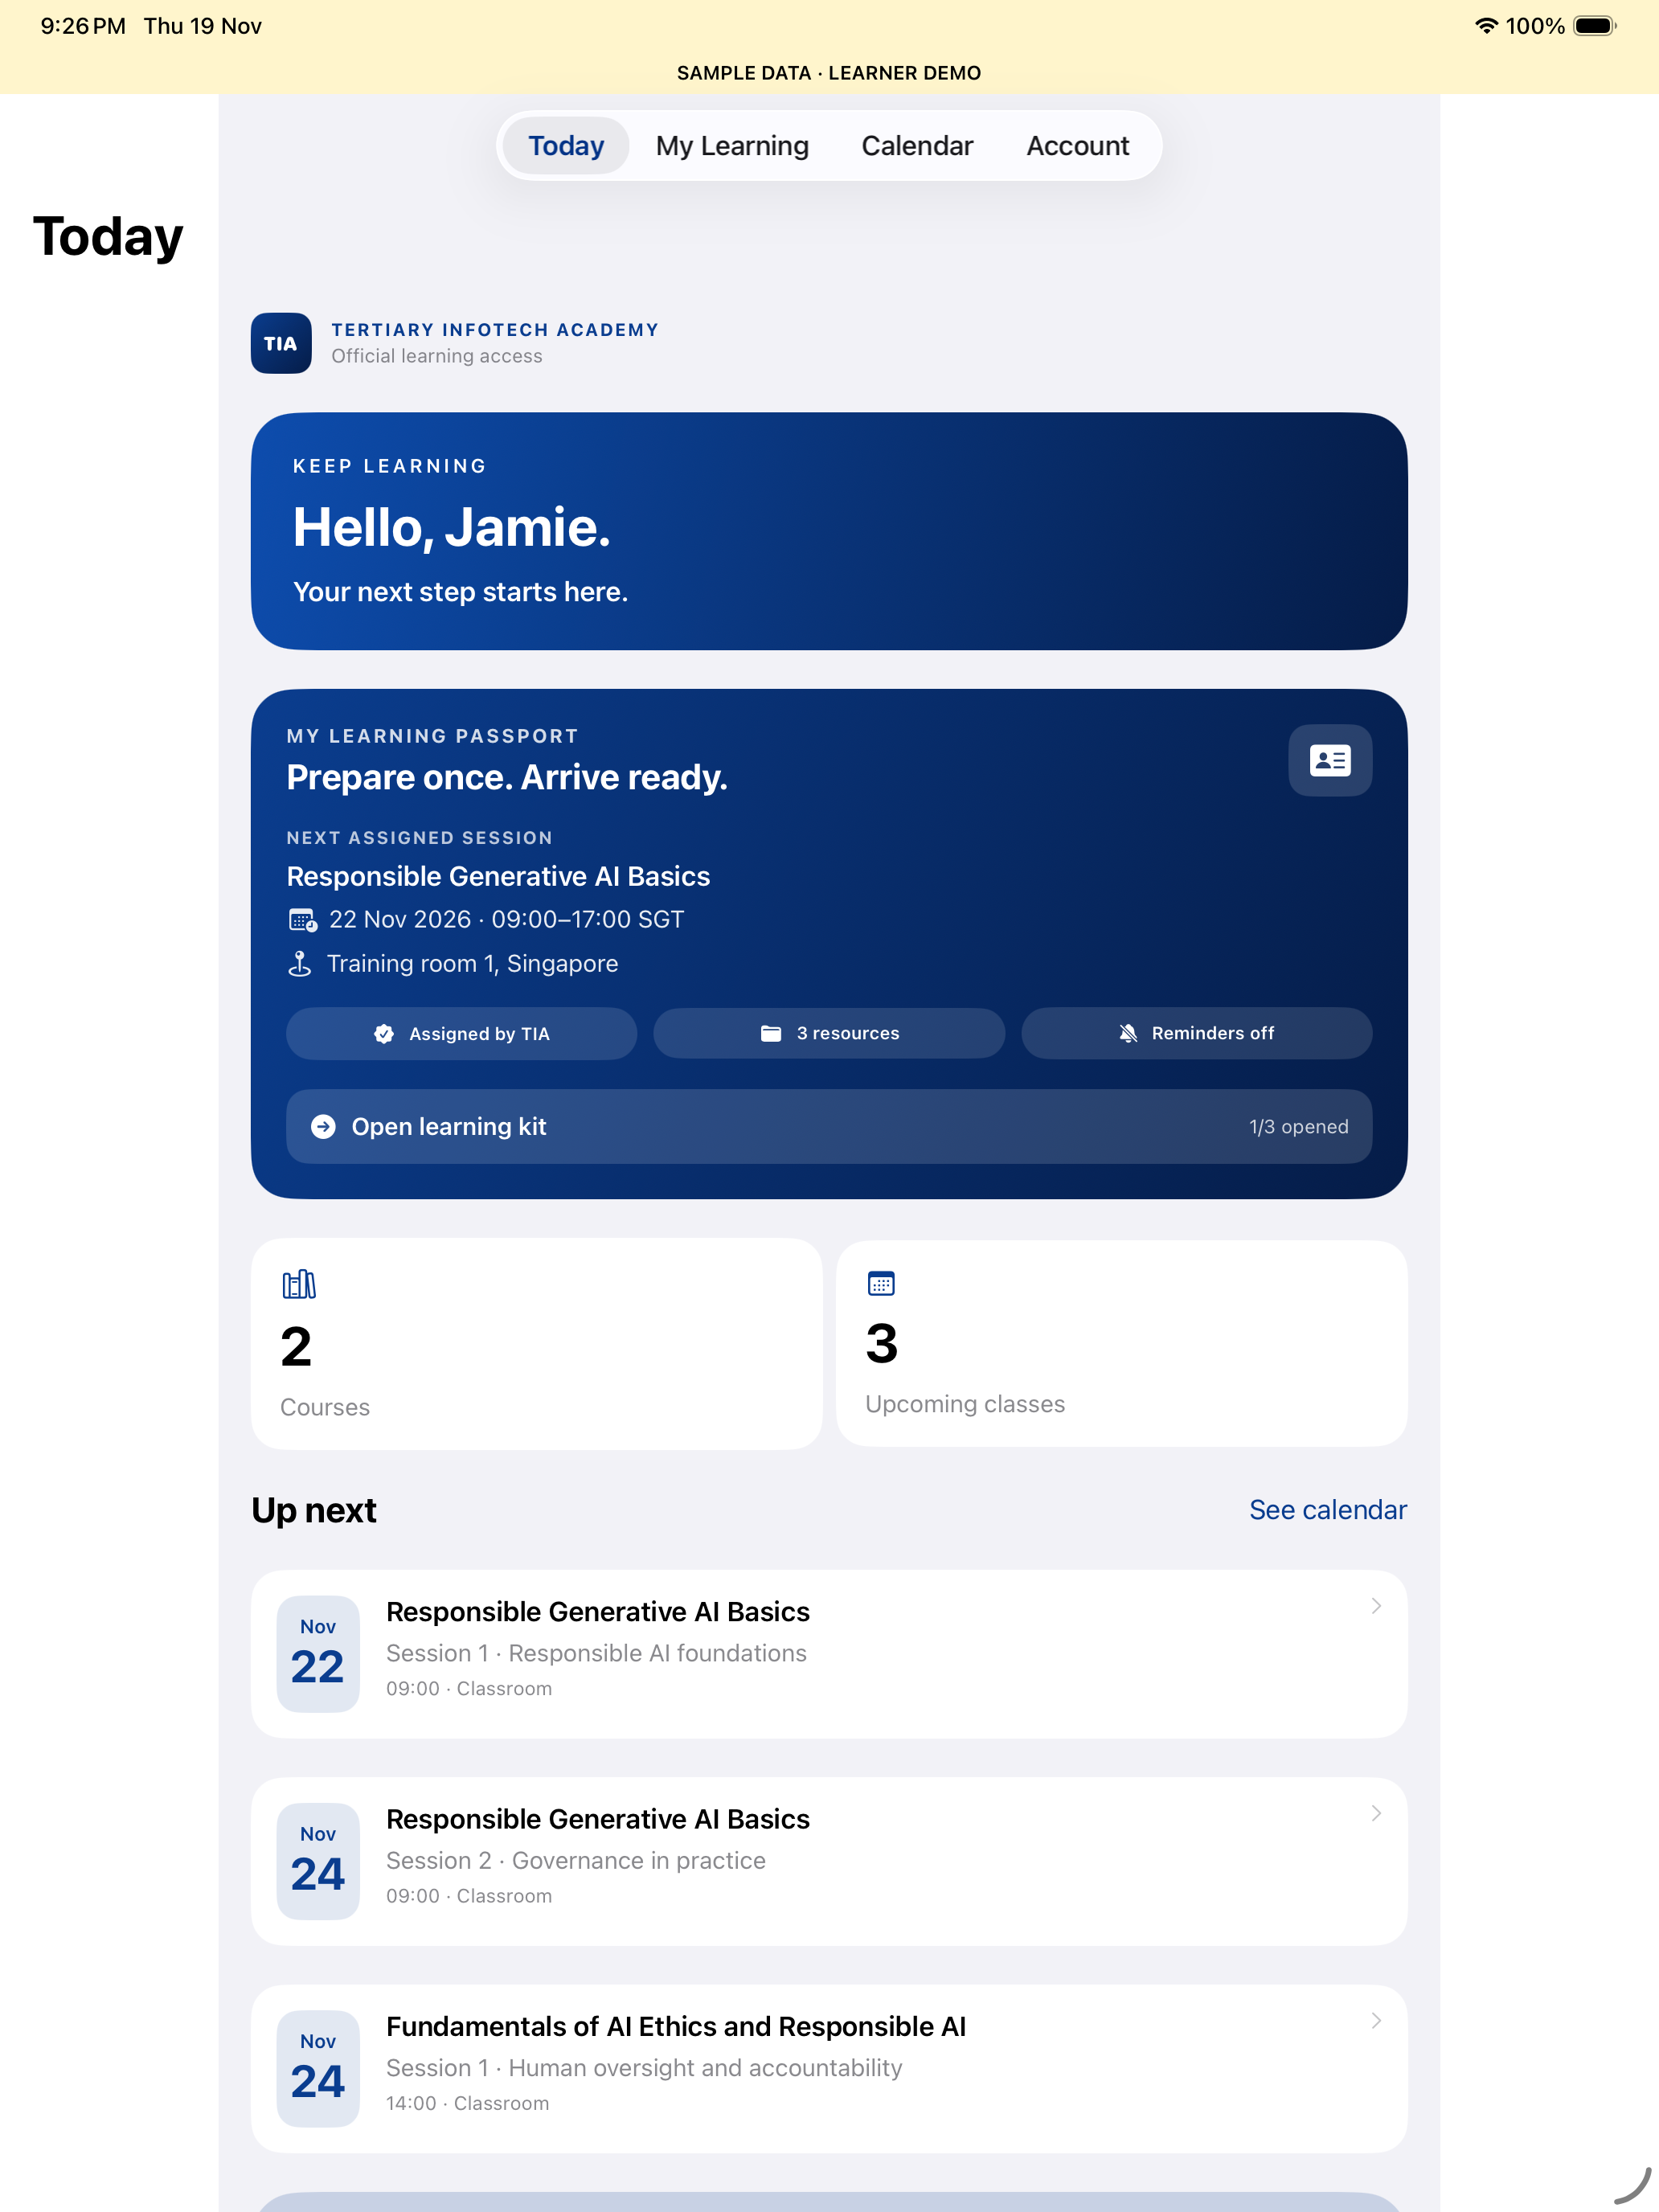 9:26 PM Thu 19 Nov
100%
SAMPLE DATA · LEARNER DEMO
Today
My Learning
Calendar
Account
Today
TIA
TERTIARY INFOTECH ACADEMY
Official learning access
KEEP LEARNING
Hello, Jamie.
Your next step starts here.
MY LEARNING PASSPORT
Prepare once. Arrive ready.
NEXT ASSIGNED SESSION
Responsible Generative AI Basics
22 Nov 2026 · 09:00–17:00 SGT
Training room 1, Singapore
Assigned by TIA
3 resources
Reminders off
Open learning kit
1/3 opened
2
Courses
3
Upcoming classes
Up next
See calendar
Nov
22
Responsible Generative AI Basics
Session 1 · Responsible AI foundations
09:00 · Classroom
Nov
24
Responsible Generative AI Basics
Session 2 · Governance in practice
09:00 · Classroom
Nov
24
Fundamentals of AI Ethics and Responsible AI
Session 1 · Human oversight and accountability
14:00 · Classroom